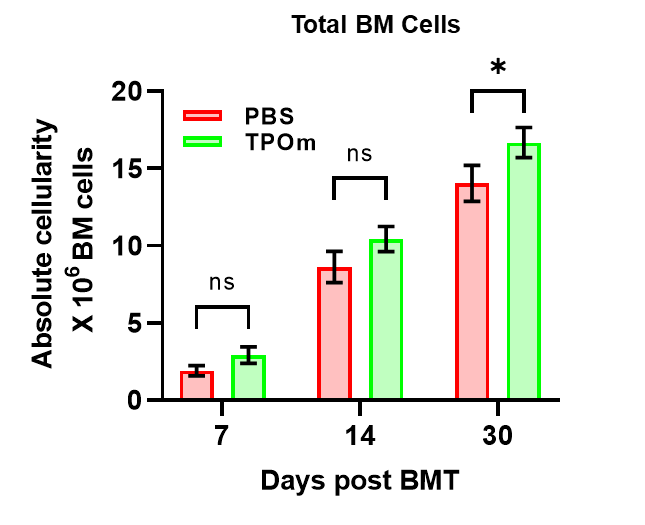 Total BM Cells
*
20
PBS
TPOm
ns
15
10
ns
5
0
7 14 30
Absolute cellularity
X 10⁶ BM cells
Days post BMT